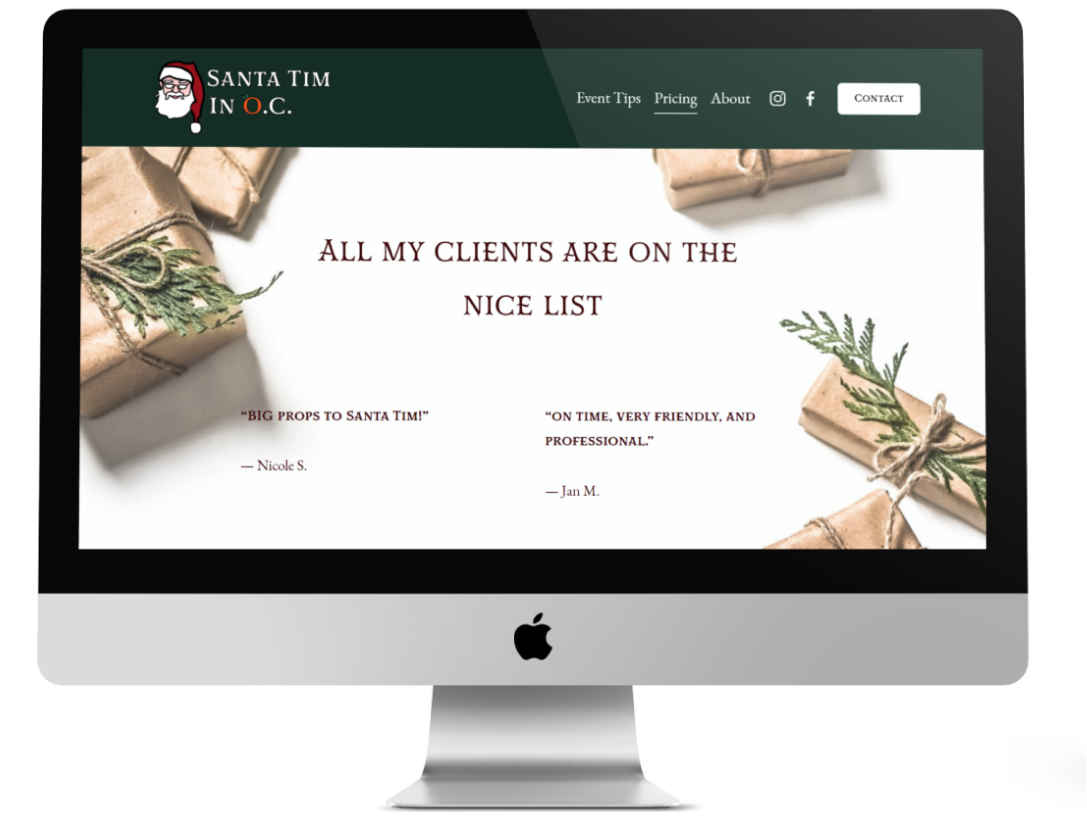 Santa Tim
in O.C.
Event Tips Pricing About Contact
All my clients are on the
nice list
“Big props to Santa Tim!”
— Nicole S.
“On time, very friendly, and
professional.”
— Jan M.